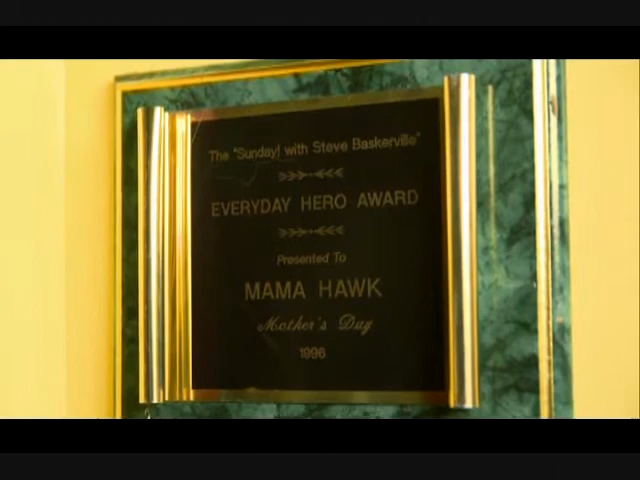 The "Sunday! with Steve Baskerville"
EVERYDAY HERO AWARD
Presented To
MAMA HAWK
Mother's Day
1996